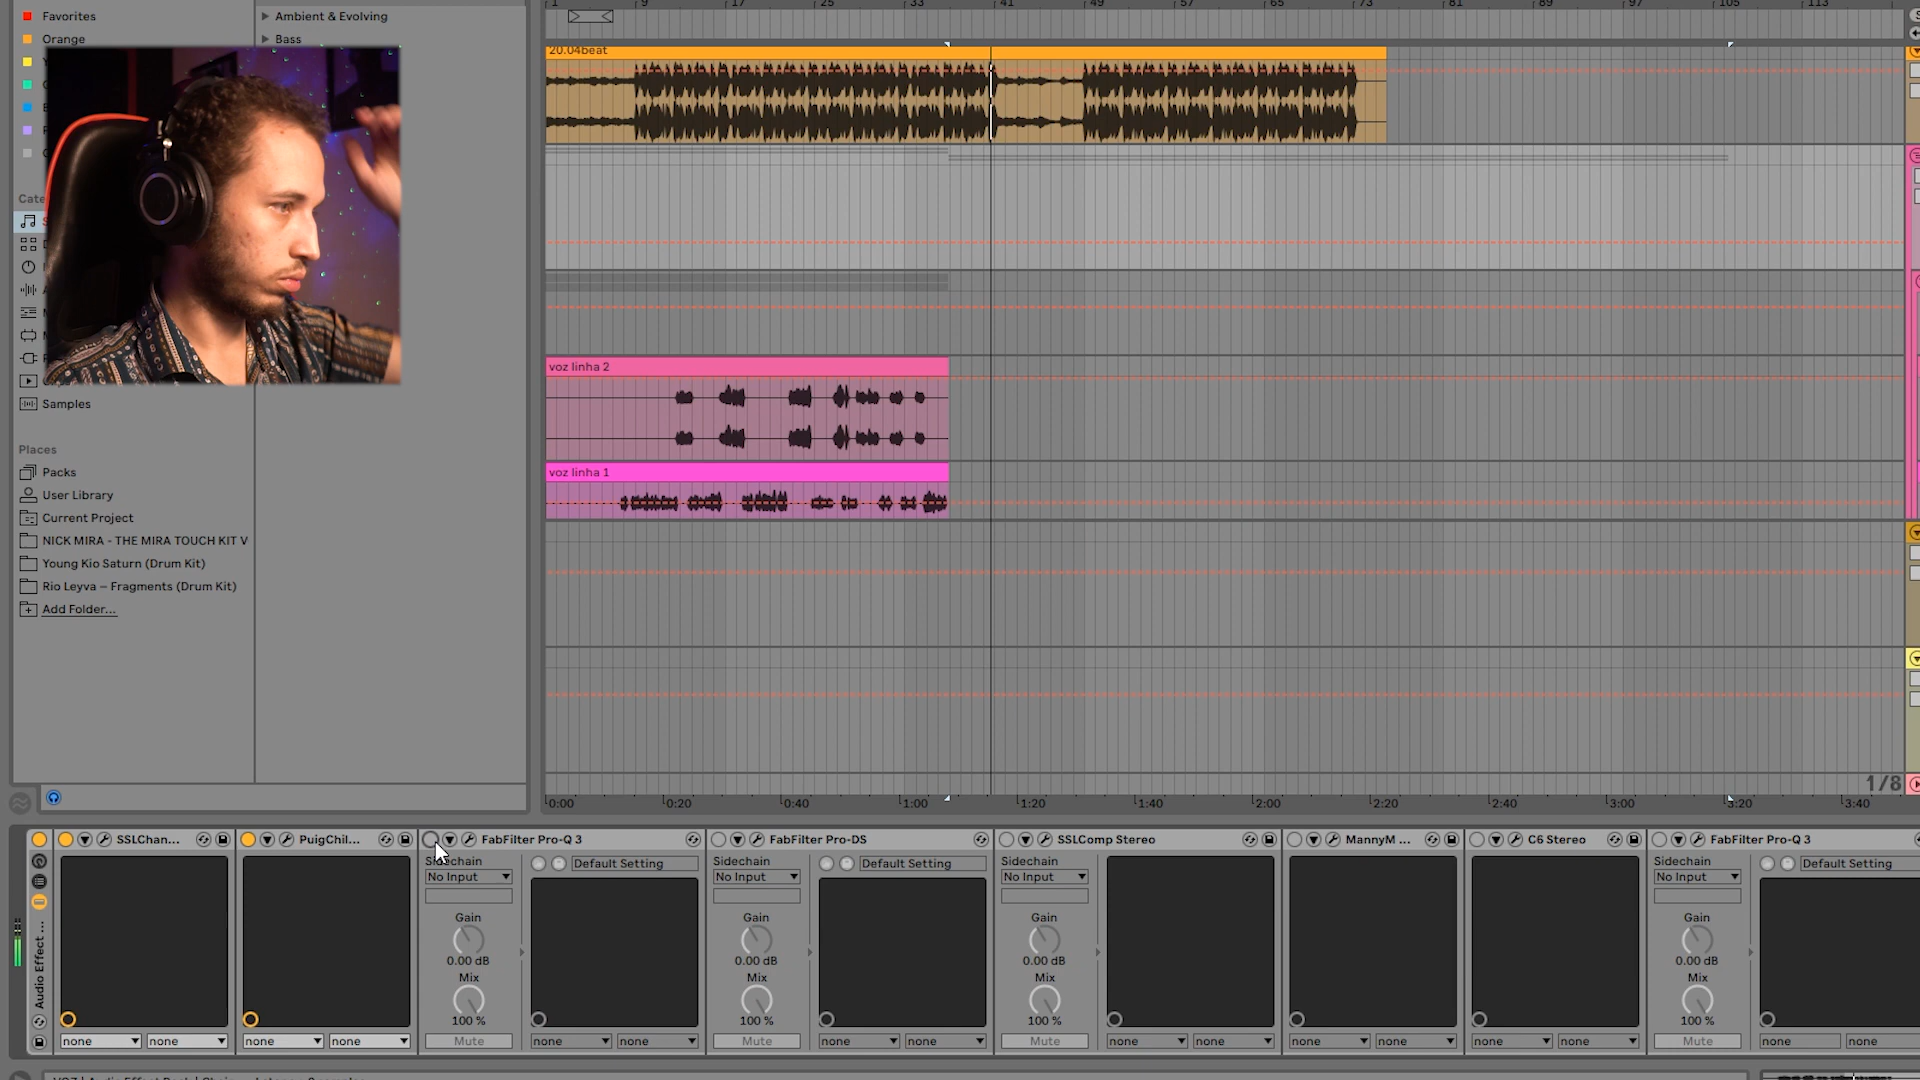 Favorites
Ambient & Evolving
Orange
Bass
Samples
Places
Packs
User Library
Current Project
NICK MIRA - THE MIRA TOUCH KIT V
Young Kio Saturn (Drum Kit)
Rio Leyva – Fragments (Drum Kit)
Add Folder...
1 9 17 25 33 41 49 57 65 73 81 89 97 105 113
20.04beat
voz linha 2
voz linha 1
1/8
0:00 0:20 0:40 1:00 1:20 1:40 2:00 2:20 2:40 3:00 3:20 3:40
SSLChan... PuigChil... FabFilter Pro-Q 3 FabFilter Pro-DS SSLComp Stereo MannyM ... C6 Stereo FabFilter Pro-Q 3
Sidechain Default Setting Sidechain Default Setting Sidechain Sidechain Default Setting
No Input No Input No Input No Input
Gain Gain Gain Gain
0.00 dB 0.00 dB 0.00 dB 0.00 dB
Mix Mix Mix Mix
100 % 100 % 100 % 100 %
none none none none Mute none none Mute none none Mute none none none none none none Mute none none
Audio Effect ...